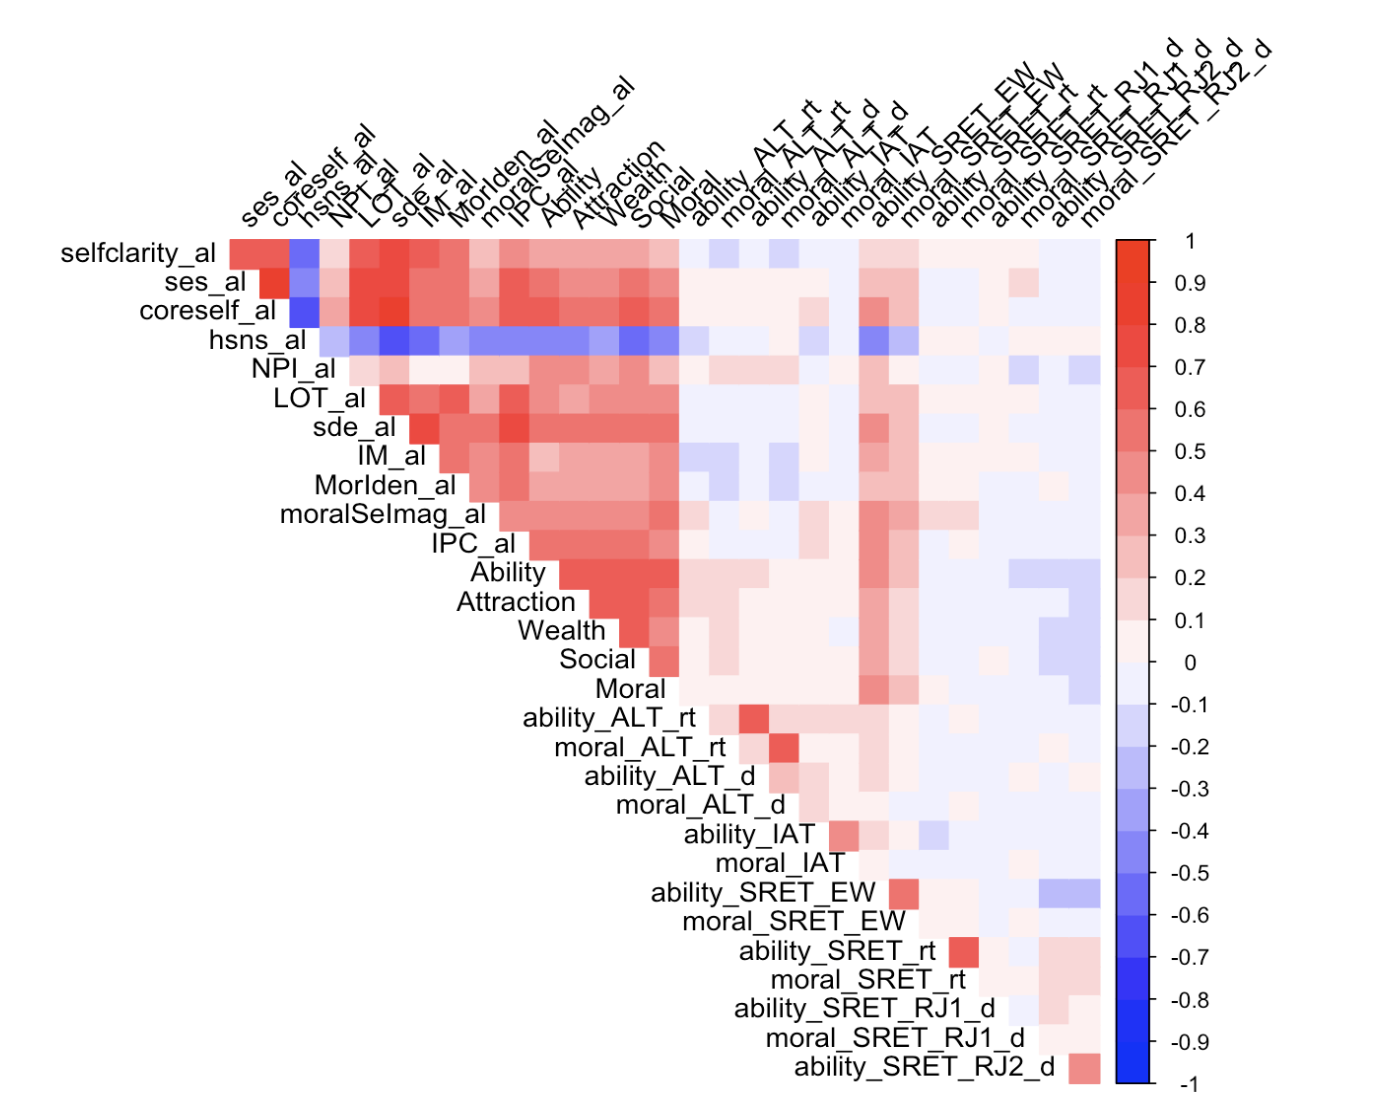 ses_al
coreself_al
hsns_al
NPI_al
LOT_al
sde_al
IM_al
MorIden_al
moralSeImag_al
IPC_al
Ability
Attraction
Wealth
Social
Moral
ability_ALT_rt
moral_ALT_rt
ability_ALT_d
moral_ALT_d
ability_IAT
moral_IAT
ability_SRET_EW
moral_SRET_EW
ability_SRET_rt
moral_SRET_rt
ability_SRET_RJ1_d
moral_SRET_RJ1_d
ability_SRET_RJ2_d
moral_SRET_RJ2_d
selfclarity_al
ses_al
coreself_al
hsns_al
NPI_al
LOT_al
sde_al
IM_al
MorIden_al
moralSeImag_al
IPC_al
Ability
Attraction
Wealth
Social
Moral
ability_ALT_rt
moral_ALT_rt
ability_ALT_d
moral_ALT_d
ability_IAT
moral_IAT
ability_SRET_EW
moral_SRET_EW
ability_SRET_rt
moral_SRET_rt
ability_SRET_RJ1_d
moral_SRET_RJ1_d
ability_SRET_RJ2_d
1
0.9
0.8
0.7
0.6
0.5
0.4
0.3
0.2
0.1
0
-0.1
-0.2
-0.3
-0.4
-0.5
-0.6
-0.7
-0.8
-0.9
-1